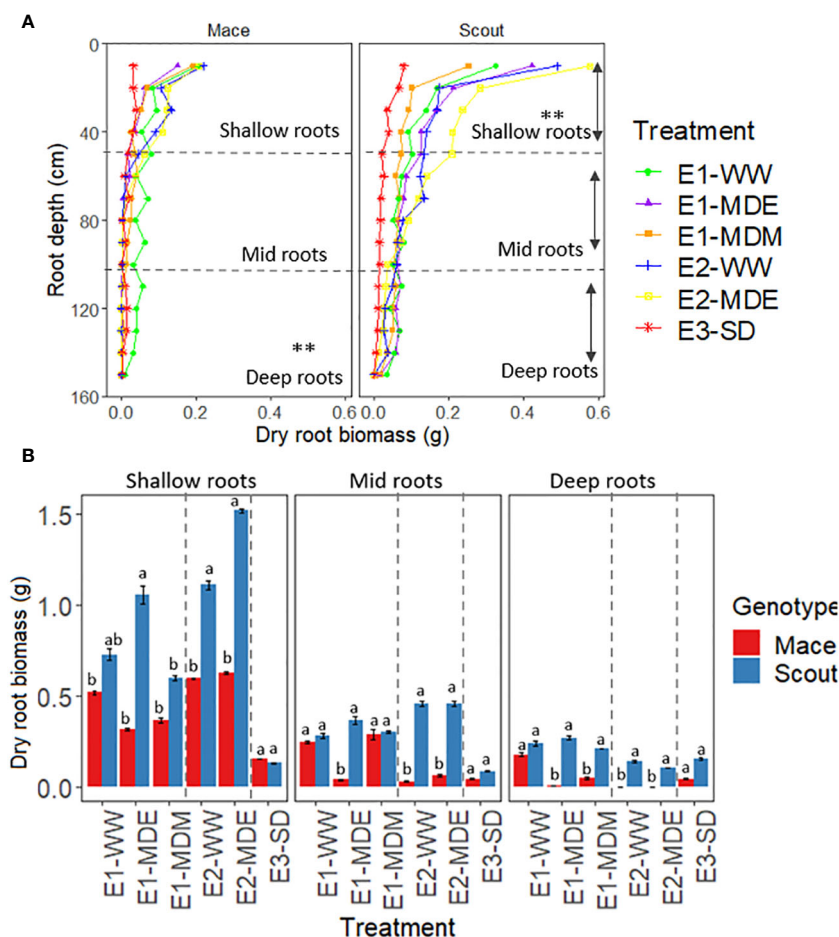 A
Mace
Scout
0
40
80
120
160
Root depth (cm)
Shallow roots
Mid roots
**
Deep roots
**
Shallow roots
Mid roots
Deep roots
0.0 0.2 0.4 0.6
0.0 0.2 0.4 0.6
Dry root biomass (g)
Treatment
E1-WW
E1-MDE
E1-MDM
E2-WW
E2-MDE
E3-SD
B
Shallow roots
Mid roots
Deep roots
1.5
1.0
0.5
0.0
Dry root biomass (g)
b ab b a b b b a b a a a
a a b a a a b a b a a a
a a b a b a b a b a a a
E1-WW E1-MDE E1-MDM E2-WW E2-MDE E3-SD
E1-WW E1-MDE E1-MDM E2-WW E2-MDE E3-SD
E1-WW E1-MDE E1-MDM E2-WW E2-MDE E3-SD
Treatment
Genotype
Mace
Scout